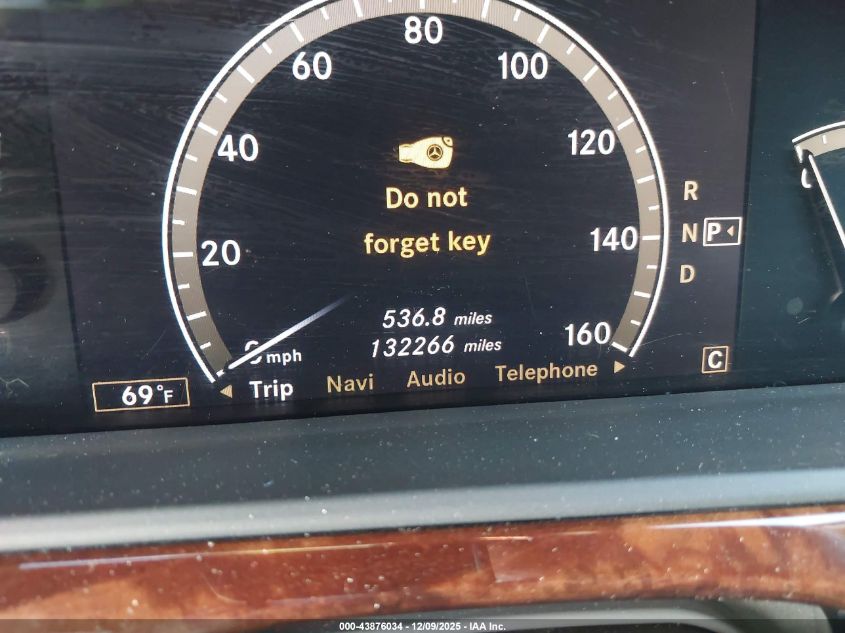 80
60
100
40
120
Do not
R
forget key
140
N P
20
D
536.8 miles
160
132266 miles
0 mph
C
69°F
Trip Navi Audio Telephone
000-43876034 - 12/09/2025 - IAA Inc.